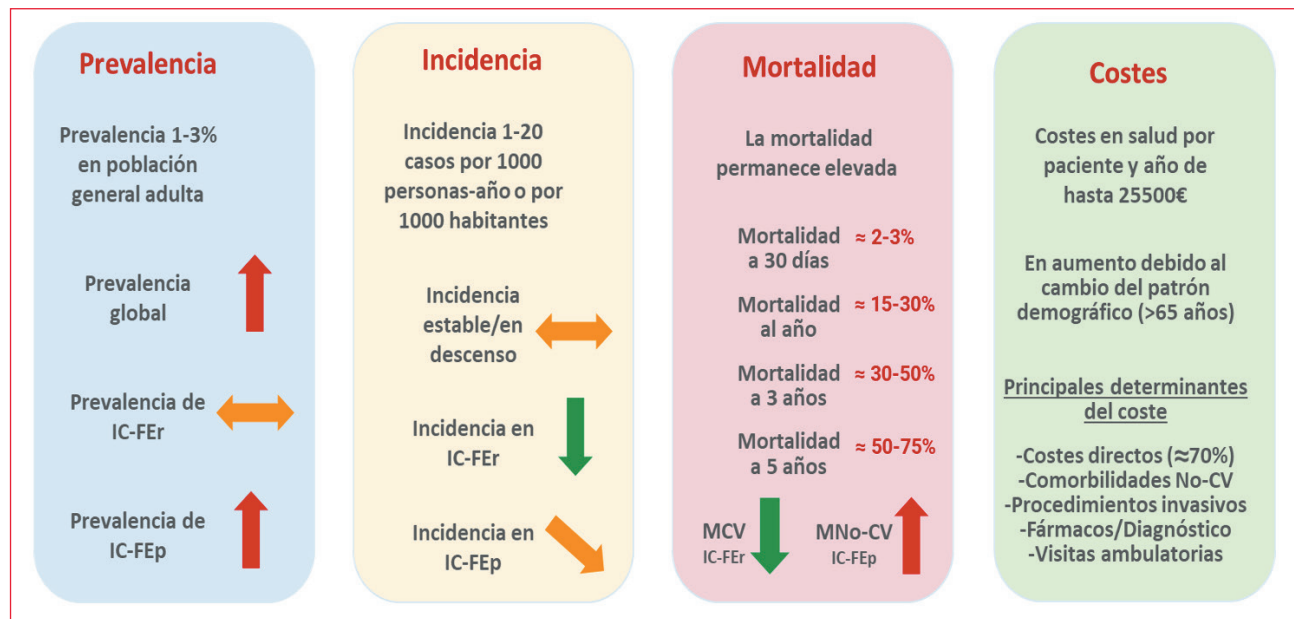 Prevalencia
Prevalencia 1-3%
en población
general adulta
Prevalencia
global
Prevalencia de
IC-FEr
Prevalencia de
IC-FEp
Incidencia
Incidencia 1-20
casos por 1000
personas-año o por
1000 habitantes
Incidencia
estable/en
descenso
Incidencia en
IC-FEr
Incidencia en
IC-FEp
Mortalidad
La mortalidad
permanece elevada
Mortalidad ≈ 2-3%
a 30 días
Mortalidad ≈ 15-30%
al año
Mortalidad ≈ 30-50%
a 3 años
Mortalidad ≈ 50-75%
a 5 años
MCV
IC-FEr
MNo-CV
IC-FEp
Costes
Costes en salud por
paciente y año de
hasta 25500€
En aumento debido al
cambio del patrón
demográfico (>65 años)
Principales determinantes
del coste
-Costes directos (≈70%)
-Comorbilidades No-CV
-Procedimientos invasivos
-Fármacos/Diagnóstico
-Visitas ambulatorias